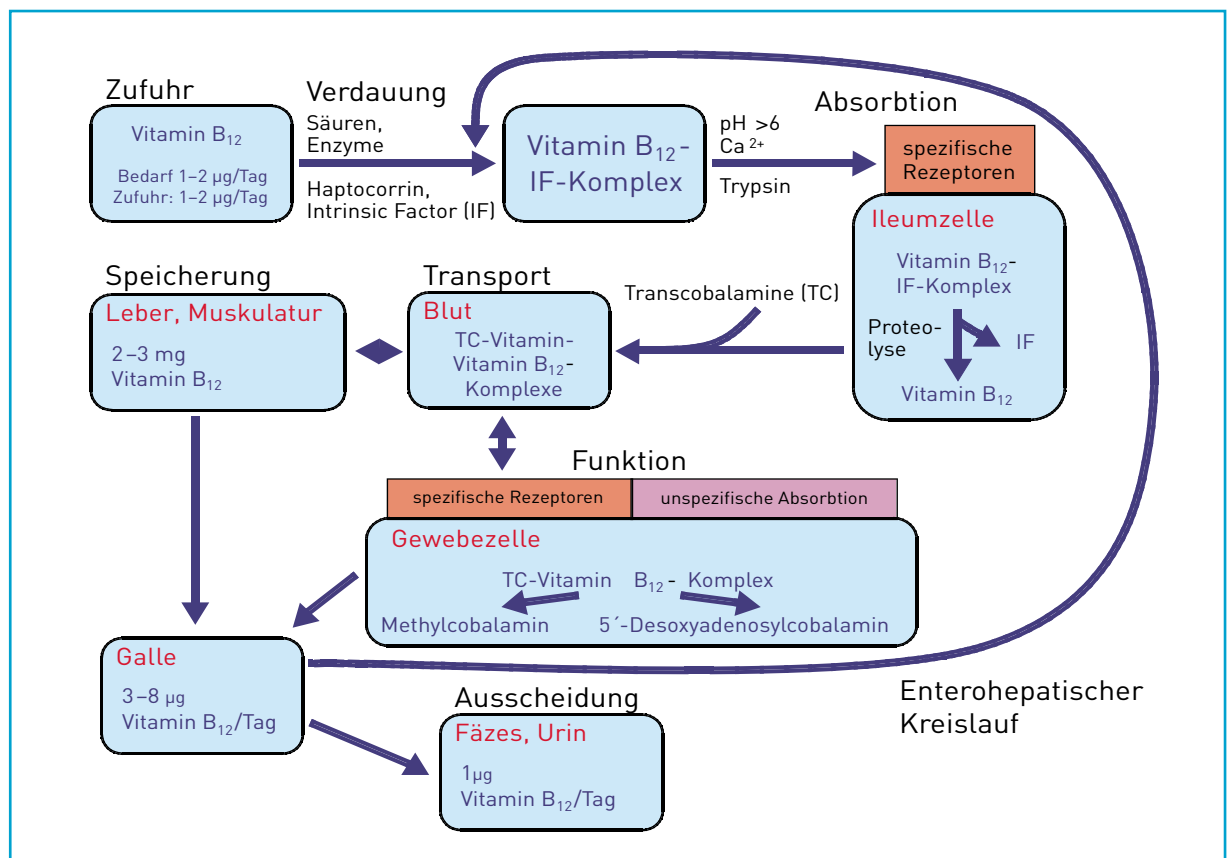 Zufuhr
Vitamin B₁₂
Bedarf 1–2 µg/Tag
Zufuhr: 1–2 µg/Tag
Verdauung
Säuren,
Enzyme
Haptocorrin,
Intrinsic Factor (IF)
Vitamin B₁₂-
IF-Komplex
pH >6
Ca²⁺
Trypsin
Absorbtion
spezifische
Rezeptoren
Ileumzelle
Vitamin B₁₂-
IF-Komplex
Proteo-
lyse
IF
Vitamin B₁₂
Speicherung
Leber, Muskulatur
2–3 mg
Vitamin B₁₂
Transport
Blut
TC-Vitamin-
Vitamin B₁₂-
Komplexe
Transcobalamine (TC)
Funktion
spezifische Rezeptoren
unspezifische Absorbtion
Gewebezelle
TC-Vitamin B₁₂- Komplex
Methylcobalamin
5´-Desoxyadenosylcobalamin
Galle
3–8 µg
Vitamin B₁₂/Tag
Ausscheidung
Fäzes, Urin
1µg
Vitamin B₁₂/Tag
Enterohepatischer
Kreislauf